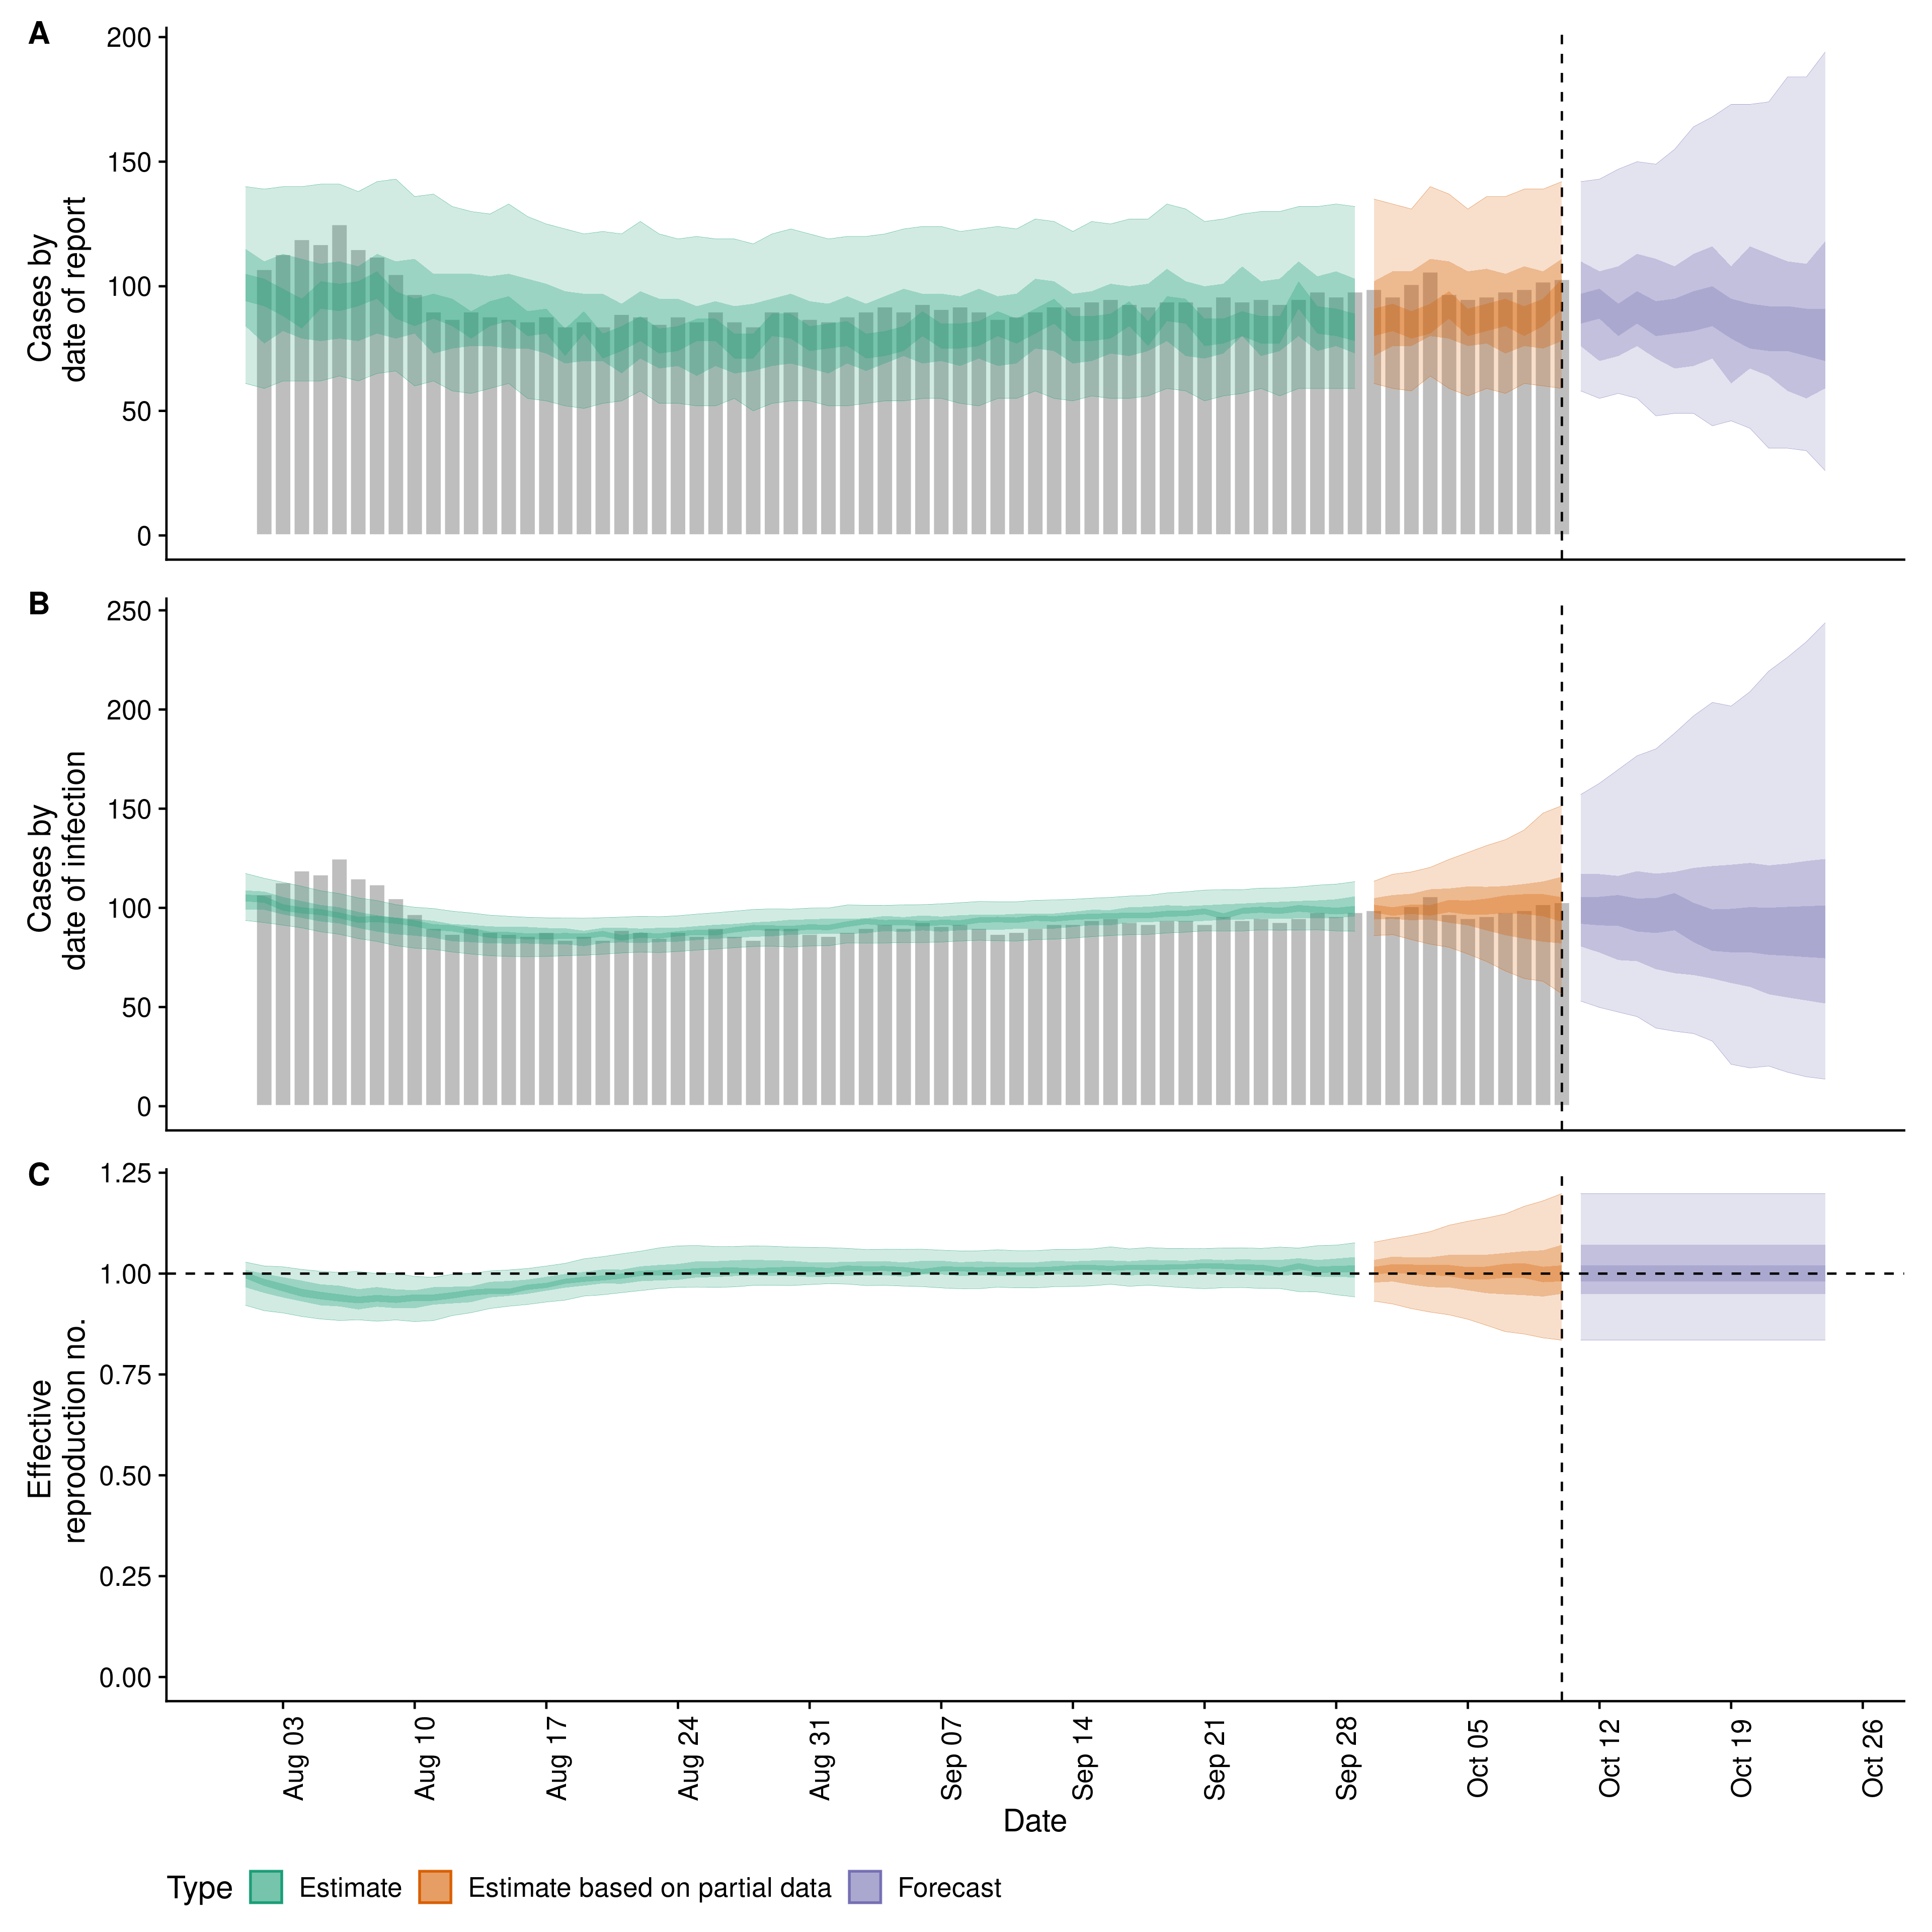 A
200
150
100
50
0
Cases by
date of report
B
250
200
150
100
50
0
Cases by
date of infection
C
1.25
1.00
0.75
0.50
0.25
0.00
Effective
reproduction no.
Aug 03
Aug 10
Aug 17
Aug 24
Aug 31
Sep 07
Sep 14
Sep 21
Sep 28
Oct 05
Oct 12
Oct 19
Oct 26
Date
Type Estimate Estimate based on partial data Forecast